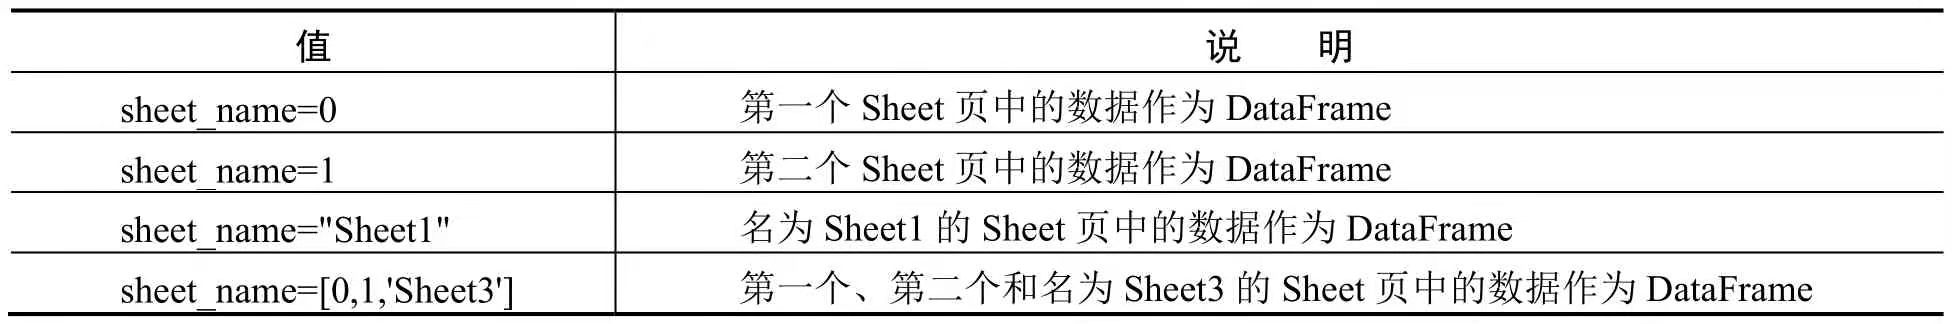 值 说 明
sheet_name=0 第一个 Sheet 页中的数据作为 DataFrame
sheet_name=1 第二个 Sheet 页中的数据作为 DataFrame
sheet_name="Sheet1" 名为 Sheet1 的 Sheet 页中的数据作为 DataFrame
sheet_name=[0,1,'Sheet3'] 第一个、第二个和名为 Sheet3 的 Sheet 页中的数据作为 DataFrame